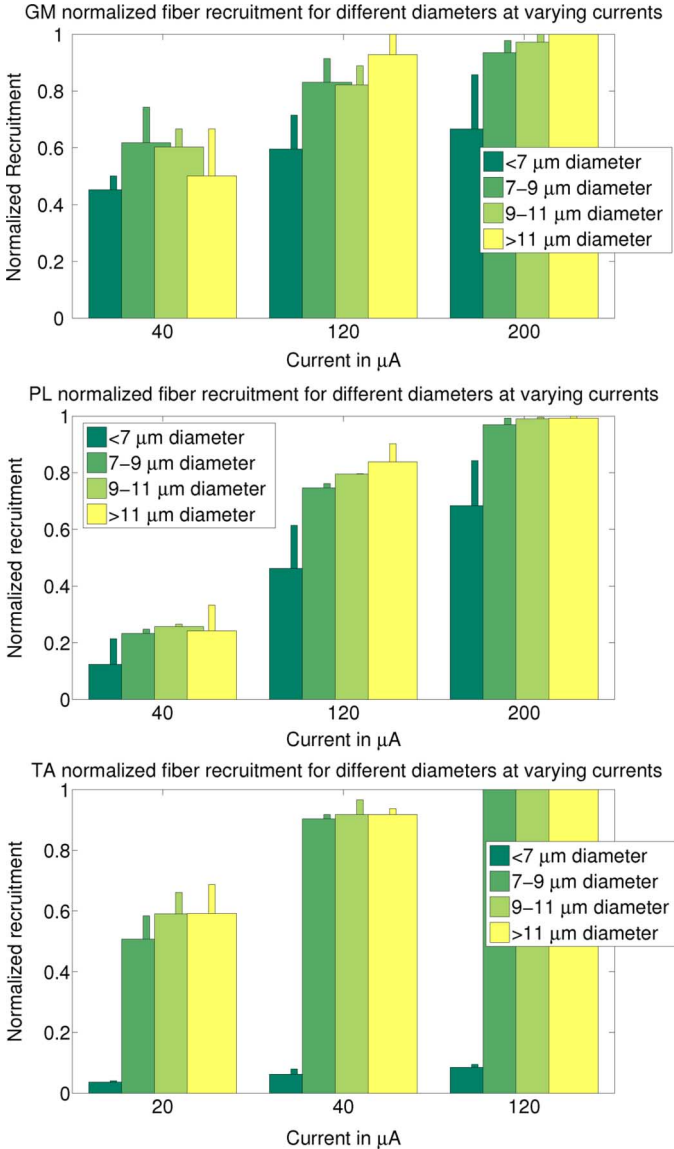 GM normalized fiber recruitment for different diameters at varying currents
1
0.8
0.6
0.4
0.2
0
Normalized Recruitment
<7 μm diameter
7–9 μm diameter
9–11 μm diameter
>11 μm diameter
40 120 200
Current in μA
PL normalized fiber recruitment for different diameters at varying currents
1
0.8
0.6
0.4
0.2
0
Normalized recruitment
<7 μm diameter
7–9 μm diameter
9–11 μm diameter
>11 μm diameter
40 120 200
Current in μA
TA normalized fiber recruitment for different diameters at varying currents
1
0.8
0.6
0.4
0.2
0
Normalized recruitment
<7 μm diameter
7–9 μm diameter
9–11 μm diameter
>11 μm diameter
20 40 120
Current in μA